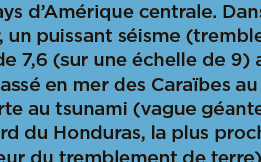 ays d'Amérique centrale. Dans
, un puissant séisme (tremble
de 7,6 (sur une échelle de 9) a
assé en mer des Caraïbes au
rte au tsunami (vague géante
rd du Honduras, la plus proch
eur du tremblement de terre)